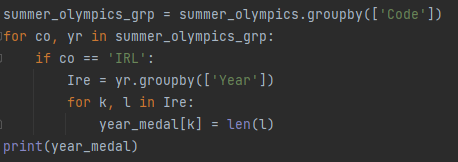 summer_olympics_grp = summer_olympics.groupby(['Code'])
for co, yr in summer_olympics_grp:
    if co == 'IRL':
        Ire = yr.groupby(['Year'])
        for k, l in Ire:
            year_medal[k] = len(l)
print(year_medal)